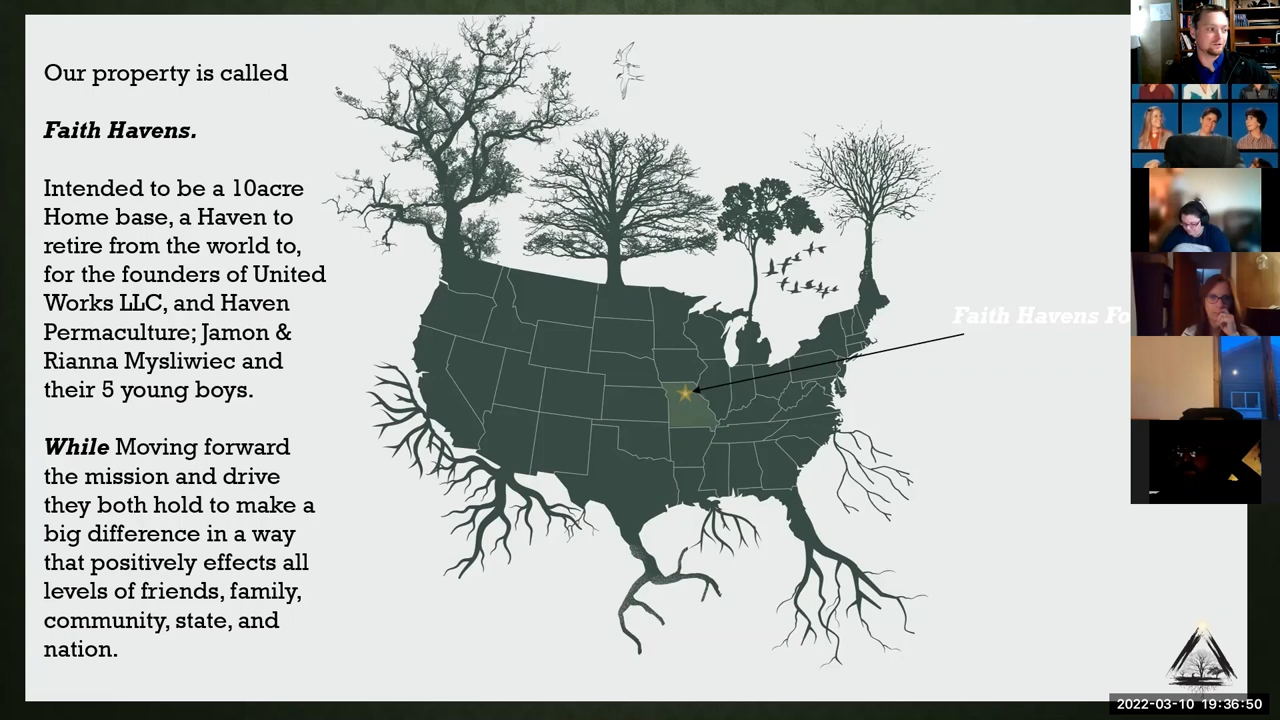 Our property is called
Faith Havens.
Intended to be a 10acre
Home base, a Haven to
retire from the world to,
for the founders of United
Works LLC, and Haven
Permaculture; Jamon &
Rianna Mysliwiec and
their 5 young boys.
While Moving forward
the mission and drive
they both hold to make a
big difference in a way
that positively effects all
levels of friends, family,
community, state, and
nation.
Faith Havens Fo
2022-03-10 19:36:50